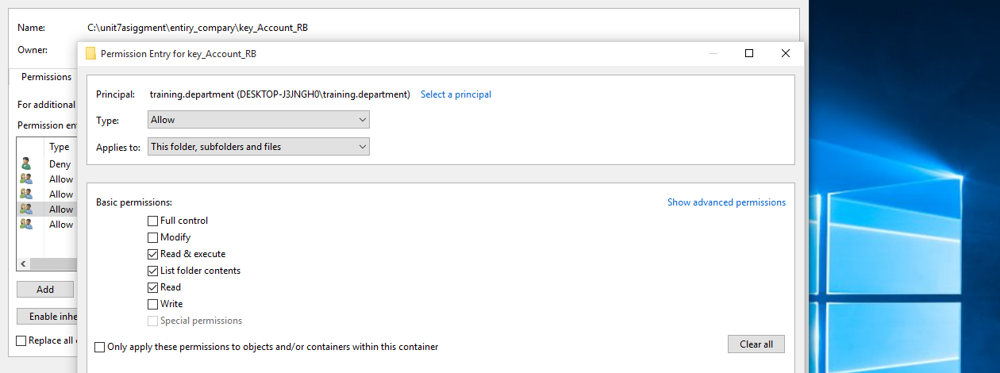 Name: C:\unit7asiggment\entiry_compary\key_Account_RB
Owner:
Permission Entry for key_Account_RB
Permissions
Principal: training.department (DESKTOP-J3JNGH0\training.department) Select a principal
For additional
Type: Allow
Permission ent
Applies to: This folder, subfolders and files
Type
Deny
Allow
Allow
Allow
Allow
Basic permissions: Show advanced permissions
Full control
Modify
Read & execute
List folder contents
Read
Write
Special permissions
Add
Enable inhe
Replace all
Only apply these permissions to objects and/or containers within this container
Clear all